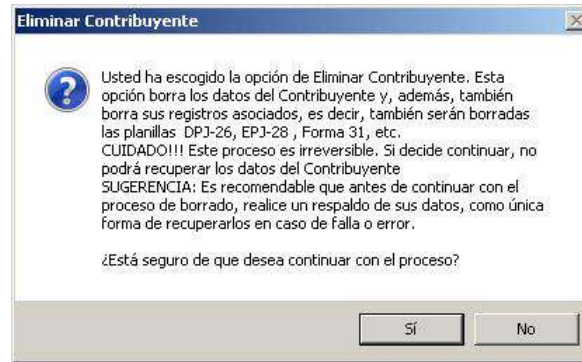 Eliminar Contribuyente
Usted ha escogido la opción de Eliminar Contribuyente. Esta
opción borra los datos del Contribuyente y, además, también
borra sus registros asociados, es decir, también serán borradas
las planillas DPJ-26, EPJ-28 , Forma 31, etc.
CUIDADO!!! Este proceso es irreversible. Si decide continuar, no
podrá recuperar los datos del Contribuyente
SUGERENCIA: Es recomendable que antes de continuar con el
proceso de borrado, realice un respaldo de sus datos, como única
forma de recuperarlos en caso de falla o error.
¿Está seguro de que desea continuar con el proceso?
Sí
No